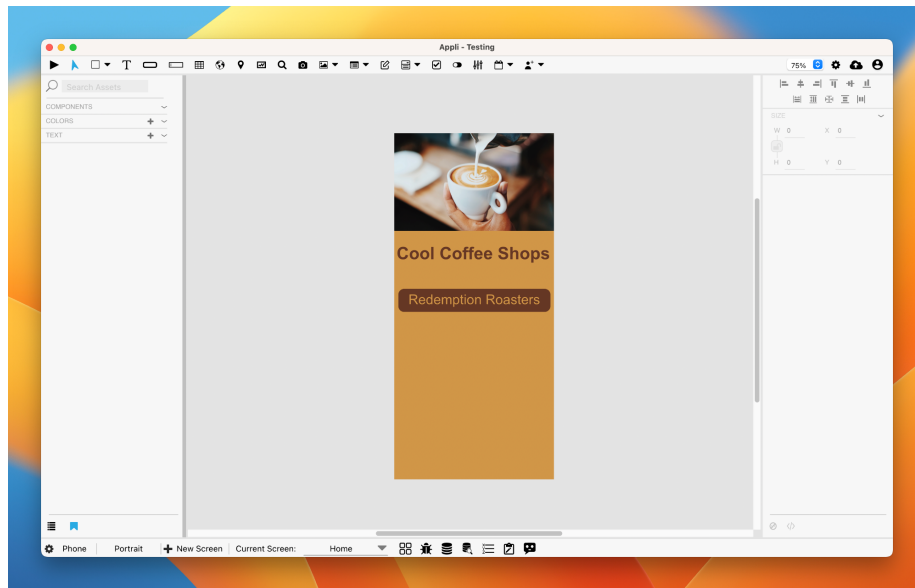 Appli - Testing
T
75%
Search Assets
COMPONENTS
COLORS
TEXT
SIZE
W 0 X 0
H 0 Y 0
Cool Coffee Shops
Redemption Roasters
Phone Portrait New Screen Current Screen: Home